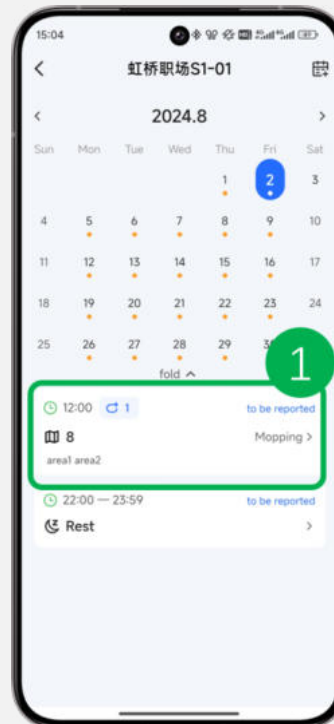 15:04
虹桥职场S1-01
2024.8
Sun Mon Tue Wed Thu Fri Sat
1 2 3
4 5 6 7 8 9 10
11 12 13 14 15 16 17
18 19 20 21 22 23 24
25 26 27 28 29
1
fold
12:00 1 to be reported
8 Mopping
area1 area2
22:00 — 23:59 to be reported
Rest